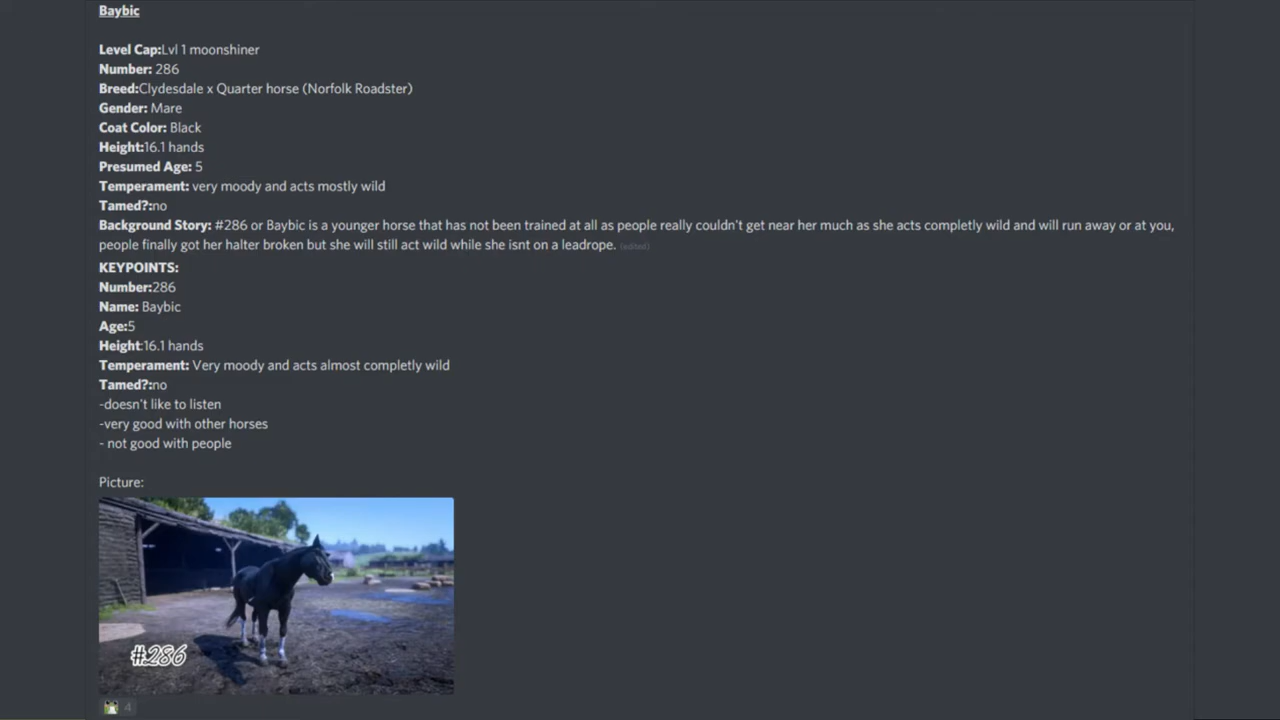 Baybic
Level Cap:Lvl 1 moonshiner
Number: 286
Breed:Clydesdale x Quarter horse (Norfolk Roadster)
Gender: Mare
Coat Color: Black
Height:16.1 hands
Presumed Age: 5
Temperament: very moody and acts mostly wild
Tamed?:no
Background Story: #286 or Baybic is a younger horse that has not been trained at all as people really couldn't get near her much as she acts completly wild and will run away or at you,
people finally got her halter broken but she will still act wild while she isnt on a leadrope. (edited)
KEYPOINTS:
Number:286
Name: Baybic
Age:5
Height:16.1 hands
Temperament: Very moody and acts almost completly wild
Tamed?:no
-doesn't like to listen
-very good with other horses
- not good with people
Picture:
#286
4